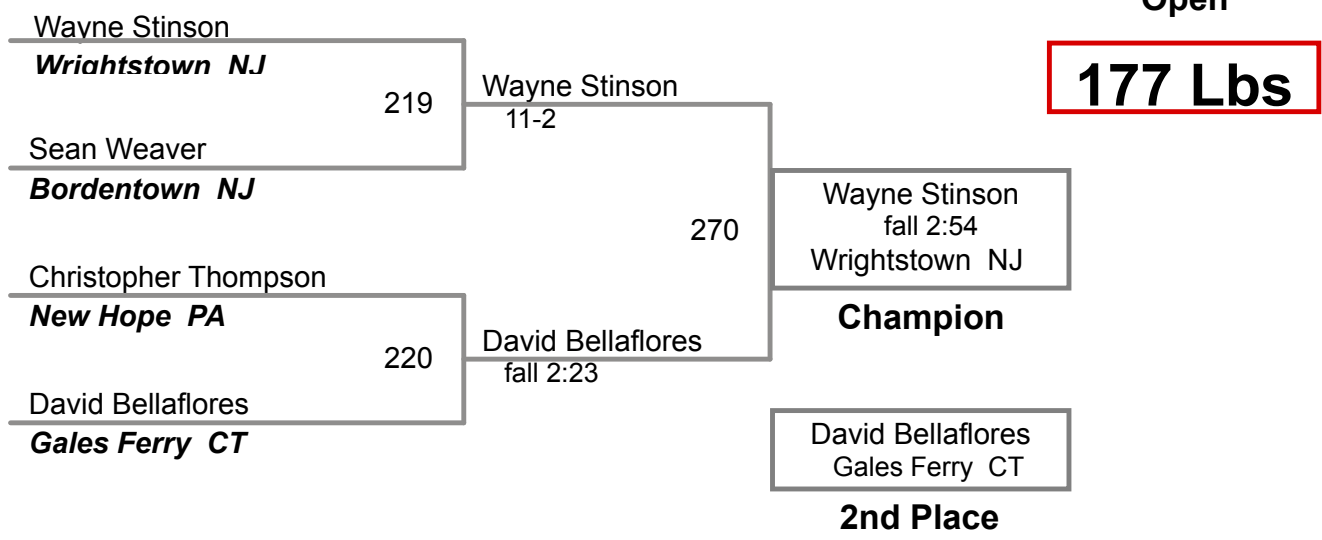 Open
177 Lbs
Wayne Stinson
Wrightstown NJ
219
Sean Weaver
Bordentown NJ
Wayne Stinson
11-2
Christopher Thompson
New Hope PA
220
David Bellaflores
Gales Ferry CT
David Bellaflores
fall 2:23
270
Wayne Stinson
fall 2:54
Wrightstown NJ
Champion
David Bellaflores
Gales Ferry CT
2nd Place